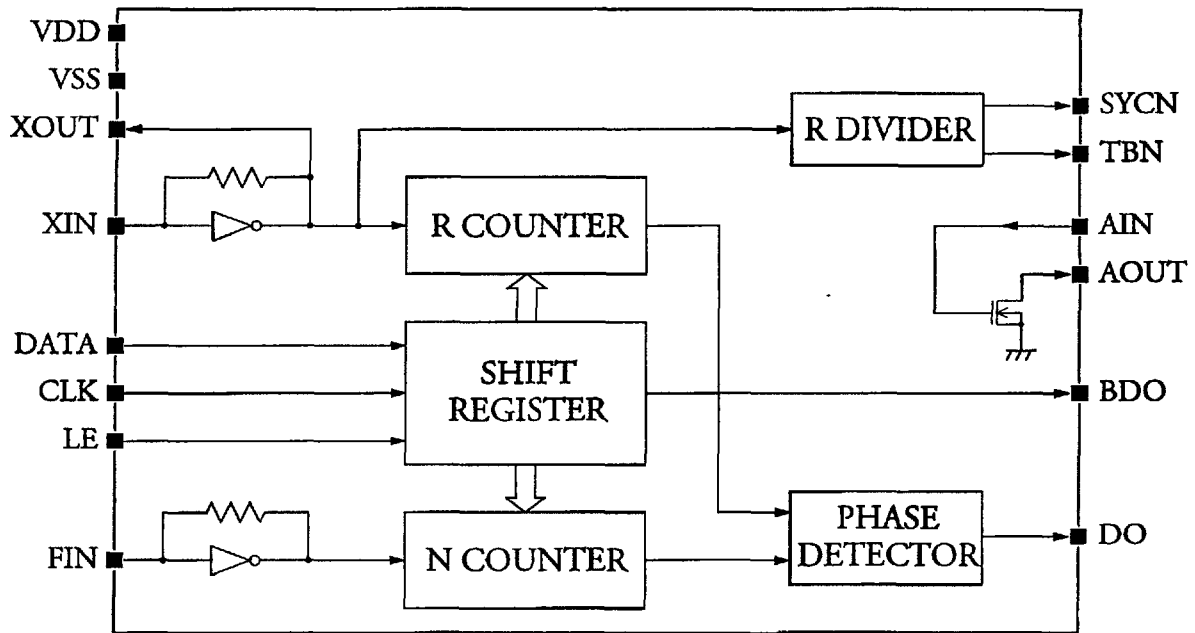 VDD
VSS
XOUT
XIN
DATA
CLK
LE
FIN
R COUNTER
SHIFT
REGISTER
N COUNTER
R DIVIDER
PHASE
DETECTOR
SYCN
TBN
AIN
AOUT
BDO
DO